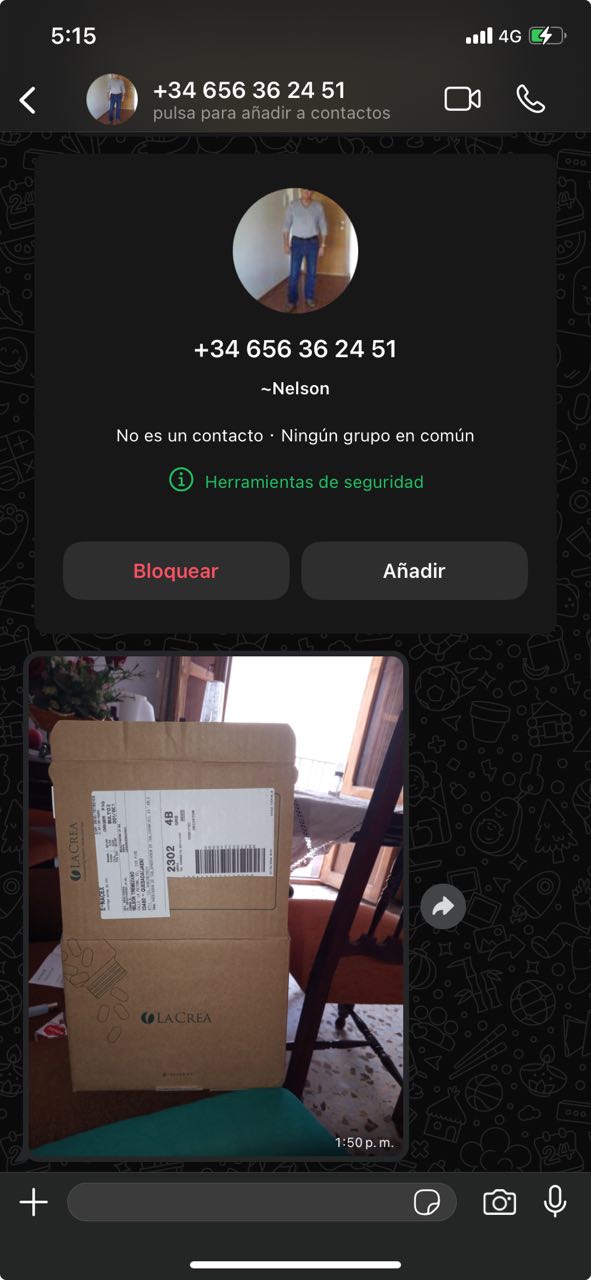 5:15
4G
+34 656 36 24 51
pulsa para añadir a contactos
+34 656 36 24 51
~Nelson
No es un contacto · Ningún grupo en común
Herramientas de seguridad
Bloquear
Añadir
LACREA
2302
4B
LACREA
1:50 p. m.